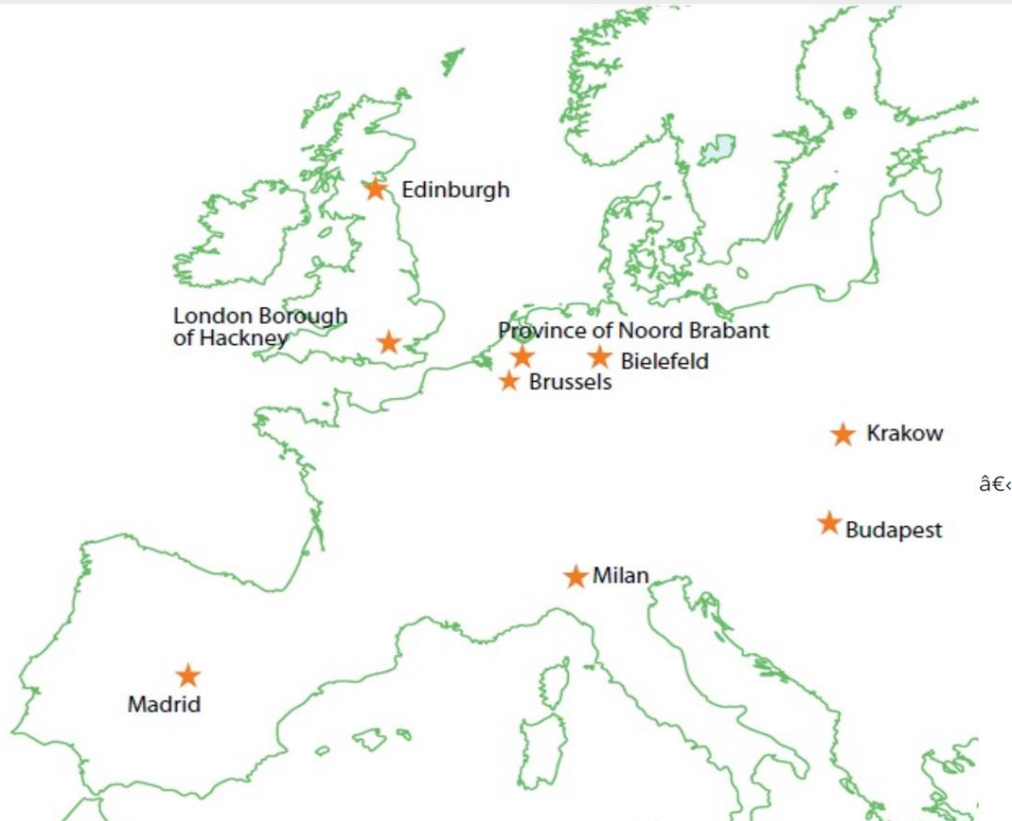 Edinburgh
London Borough
of Hackney
Province of Noord Brabant
Bielefeld
Brussels
Krakow
â€‹
Budapest
Milan
Madrid